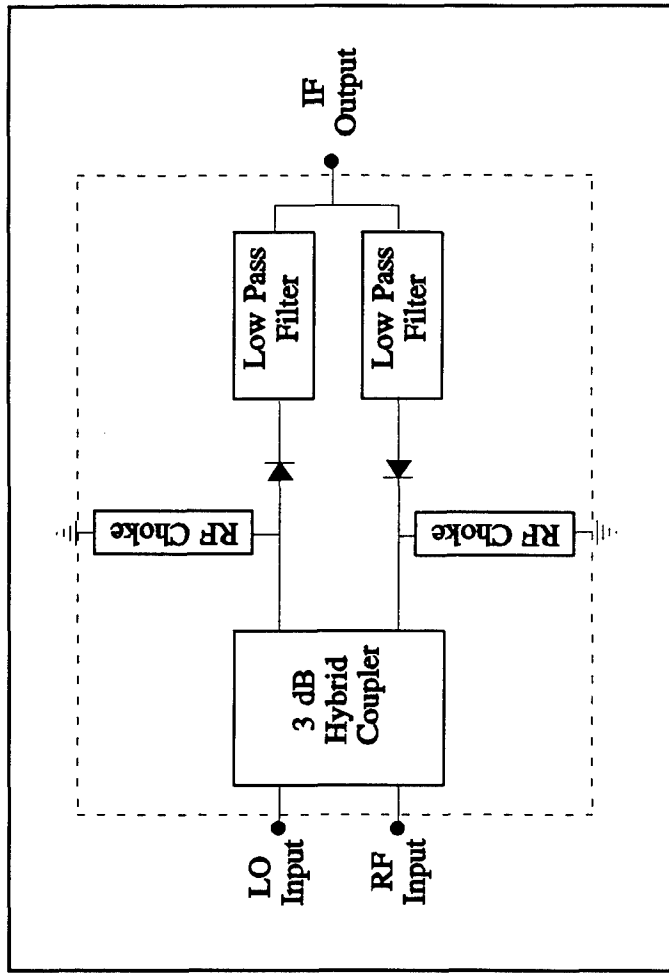 LO
Input
RF
Input
3 dB
Hybrid
Coupler
RF Choke
RF Choke
Low Pass
Filter
Low Pass
Filter
IF
Output